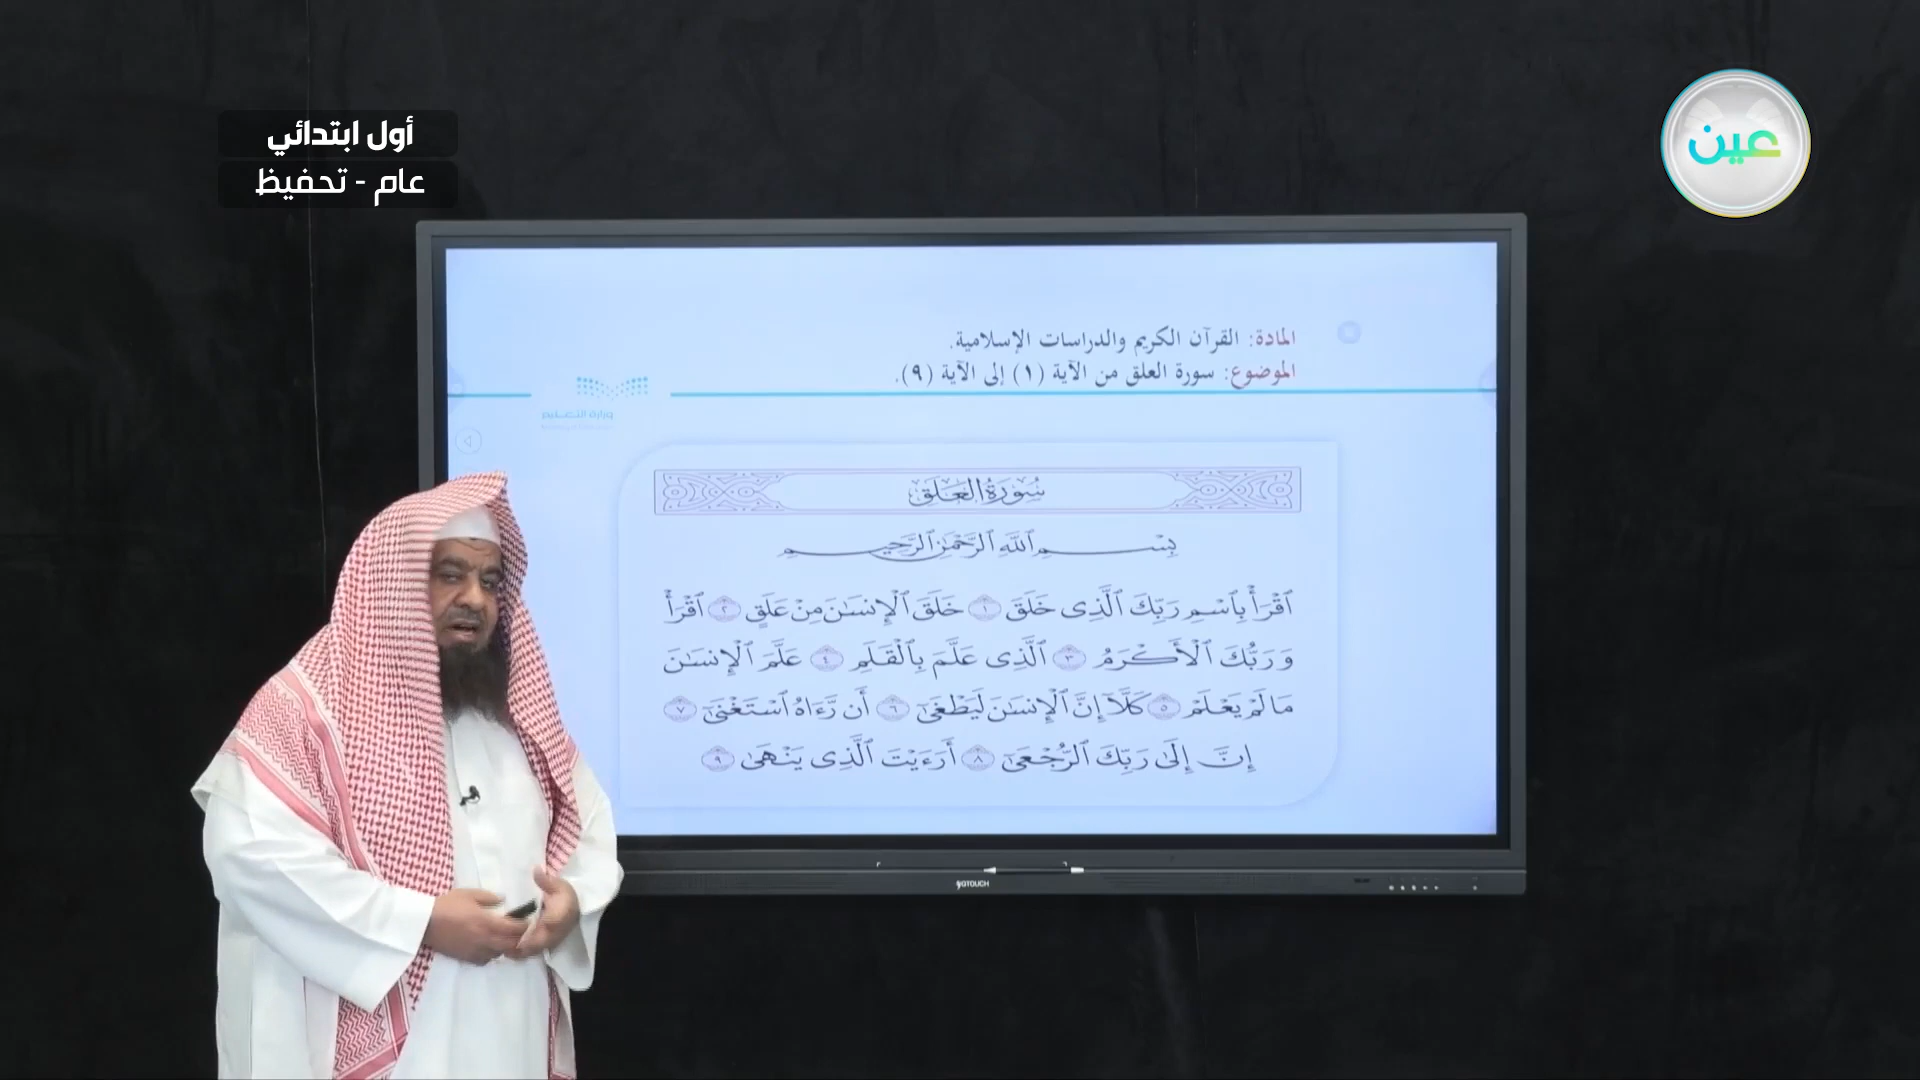 أول ابتدائي
عام - تحفيظ
عين
المادة: القرآن الكريم والدراسات الإسلامية.
الموضوع: سورة العلق من الآية (١) إلى الآية (٩).
وزارة التعليم
سُورَةُ العَلَقِ
بِسْمِ ٱللَّهِ ٱلرَّحْمَٰنِ ٱلرَّحِيمِ
ٱقْرَأْ بِٱسْمِ رَبِّكَ ٱلَّذِى خَلَقَ ١ خَلَقَ ٱلْإِنسَٰنَ مِنْ عَلَقٍ ٢ ٱقْرَأْ
وَرَبُّكَ ٱلْأَكْرَمُ ٣ ٱلَّذِى عَلَّمَ بِٱلْقَلَمِ ٤ عَلَّمَ ٱلْإِنسَٰنَ
مَا لَمْ يَعْلَمْ ٥ كَلَّآ إِنَّ ٱلْإِنسَٰنَ لَيَطْغَىٰٓ ٦ أَن رَّءَاهُ ٱسْتَغْنَىٰٓ ٧
إِنَّ إِلَىٰ رَبِّكَ ٱلرُّجْعَىٰٓ ٨ أَرَءَيْتَ ٱلَّذِى يَنْهَىٰ ٩